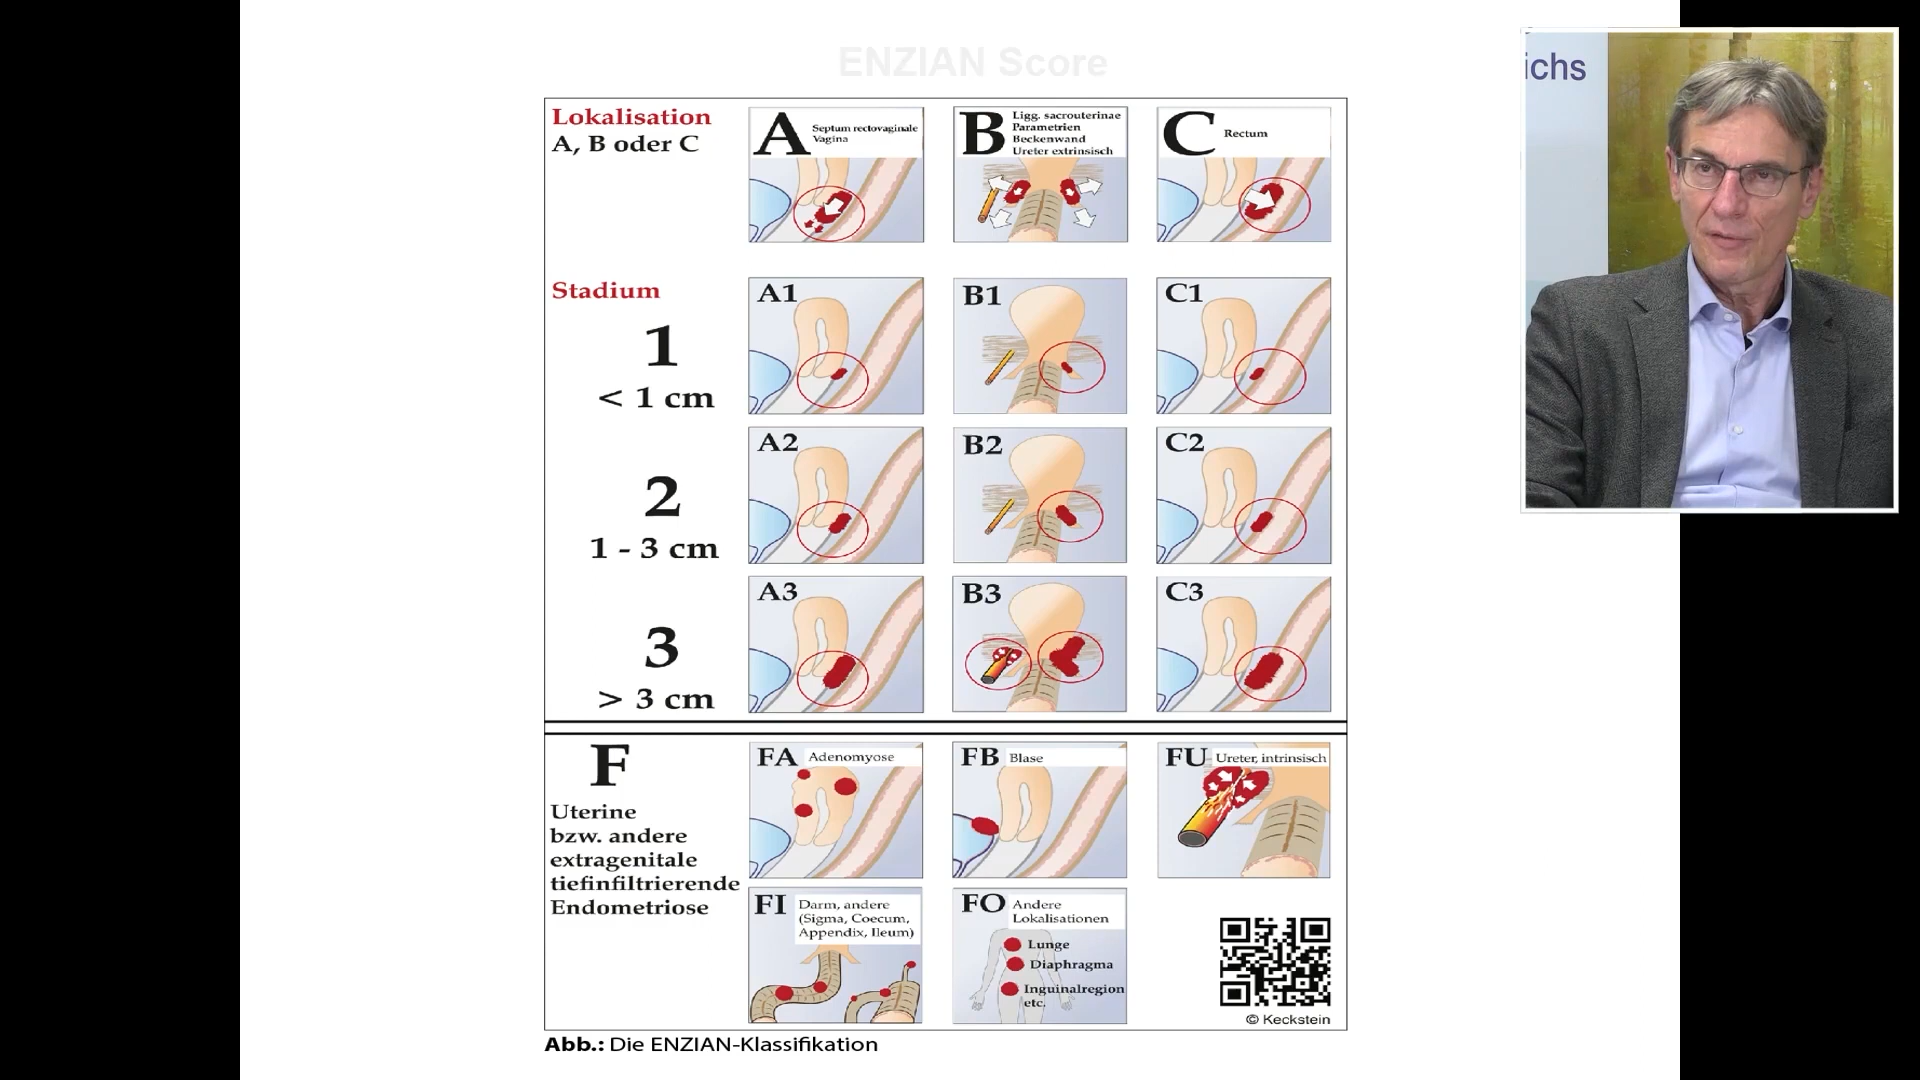 ENZIAN Score
ichs
Lokalisation
A, B oder C
A
Septum rectovaginale
Vagina
B
Ligg. sacrouterinae
Parametrien
Beckenwand
Ureter extrinsisch
C
Rectum
Stadium
1
< 1 cm
A1
B1
C1
2
1 - 3 cm
A2
B2
C2
3
> 3 cm
A3
B3
C3
F
Uterine
bzw. andere
extragenitale
tiefinfiltrierende
Endometriose
FA Adenomyose
FB Blase
FU Ureter, intrinsisch
FI Darm, andere
(Sigma, Coecum,
Appendix, Ileum)
FO Andere
Lokalisationen
Lunge
Diaphragma
Inguinalregion
etc.
© Keckstein
Abb.: Die ENZIAN-Klassifikation